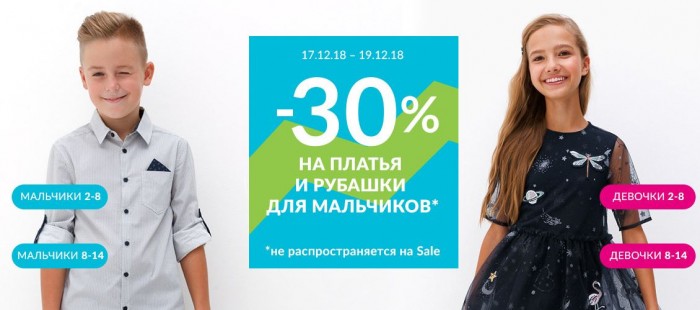 17.12.18 – 19.12.18
-30%
НА ПЛАТЬЯ
И РУБАШКИ
ДЛЯ МАЛЬЧИКОВ*
*не распространяется на Sale
МАЛЬЧИКИ 2-8
МАЛЬЧИКИ 8-14
ДЕВОЧКИ 2-8
ДЕВОЧКИ 8-14